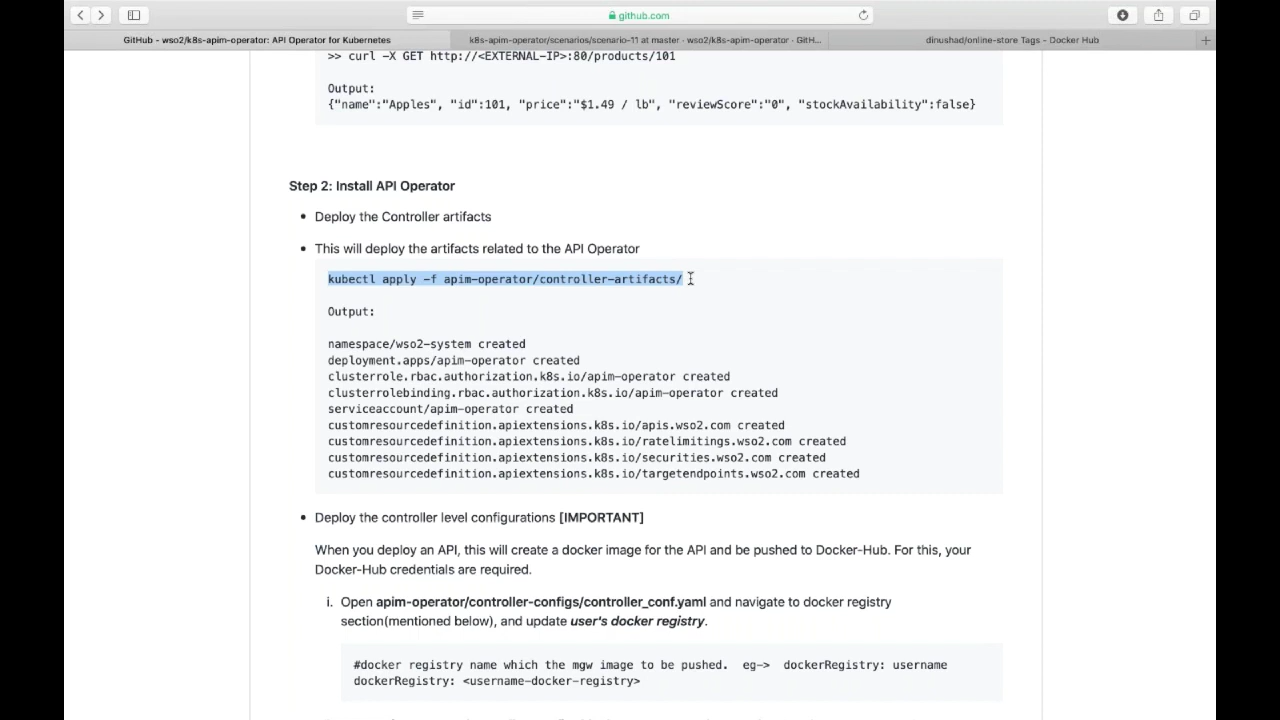 github.com
GitHub - wso2/k8s-apim-operator: API Operator for Kubernetes
k8s-apim-operator/scenarios/scenario-11 at master · wso2/k8s-apim-operator · GitH...
dinushad/online-store Tags - Docker Hub
>> curl -X GET http://<EXTERNAL-IP>:80/products/101
Output:
{"name":"Apples", "id":101, "price":"$1.49 / lb", "reviewScore":"0", "stockAvailability":false}
Step 2: Install API Operator
• Deploy the Controller artifacts
• This will deploy the artifacts related to the API Operator
kubectl apply -f apim-operator/controller-artifacts/
Output:
namespace/wso2-system created
deployment.apps/apim-operator created
clusterrole.rbac.authorization.k8s.io/apim-operator created
clusterrolebinding.rbac.authorization.k8s.io/apim-operator created
serviceaccount/apim-operator created
customresourcedefinition.apiextensions.k8s.io/apis.wso2.com created
customresourcedefinition.apiextensions.k8s.io/ratelimitings.wso2.com created
customresourcedefinition.apiextensions.k8s.io/securities.wso2.com created
customresourcedefinition.apiextensions.k8s.io/targetendpoints.wso2.com created
• Deploy the controller level configurations [IMPORTANT]
When you deploy an API, this will create a docker image for the API and be pushed to Docker-Hub. For this, your
Docker-Hub credentials are required.
i. Open apim-operator/controller-configs/controller_conf.yaml and navigate to docker registry
section(mentioned below), and update user's docker registry.
#docker registry name which the mgw image to be pushed.  eg->  dockerRegistry: username
dockerRegistry: <username-docker-registry>